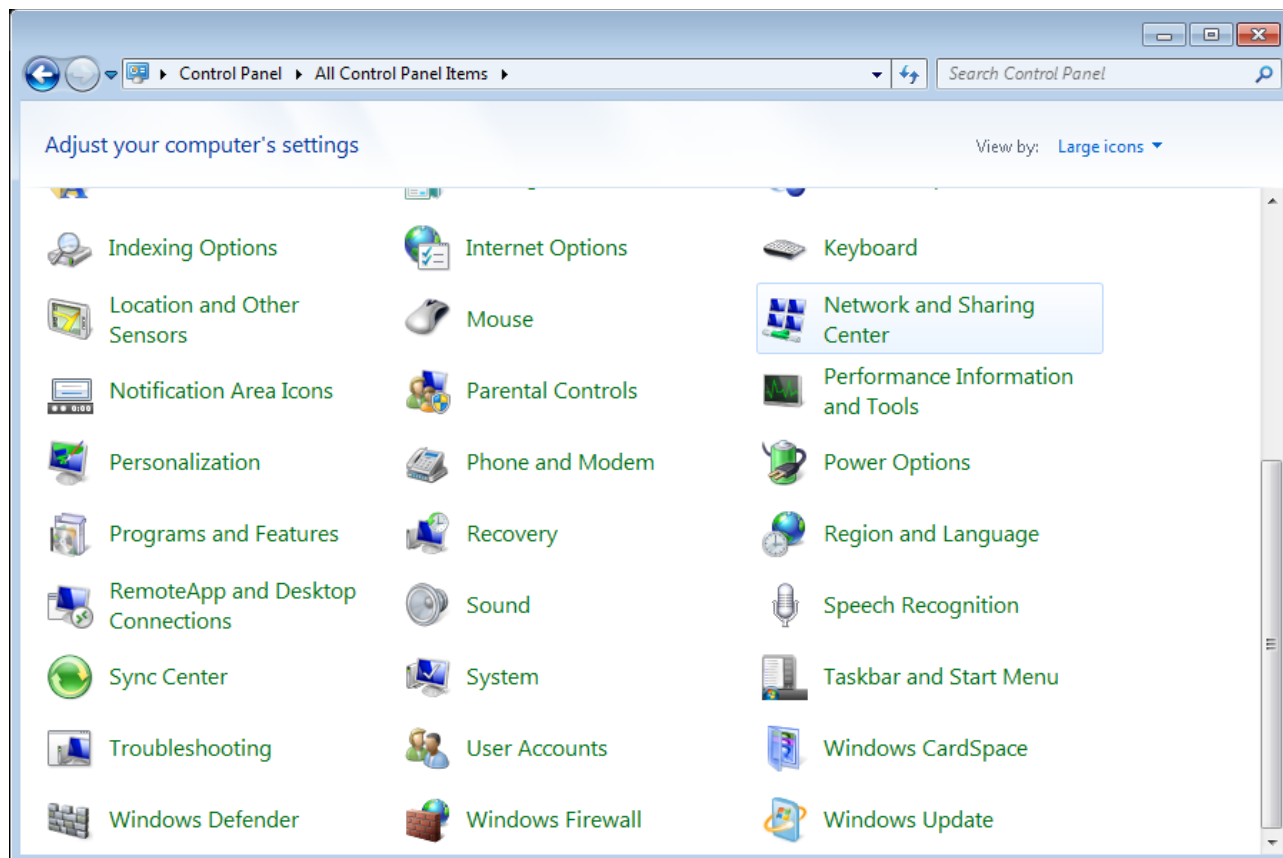 Control Panel All Control Panel Items
Search Control Panel
Adjust your computer's settings
View by: Large icons
Indexing Options
Internet Options
Keyboard
Location and Other
Sensors
Mouse
Network and Sharing
Center
Notification Area Icons
Parental Controls
Performance Information
and Tools
Personalization
Phone and Modem
Power Options
Programs and Features
Recovery
Region and Language
RemoteApp and Desktop
Connections
Sound
Speech Recognition
Sync Center
System
Taskbar and Start Menu
Troubleshooting
User Accounts
Windows CardSpace
Windows Defender
Windows Firewall
Windows Update